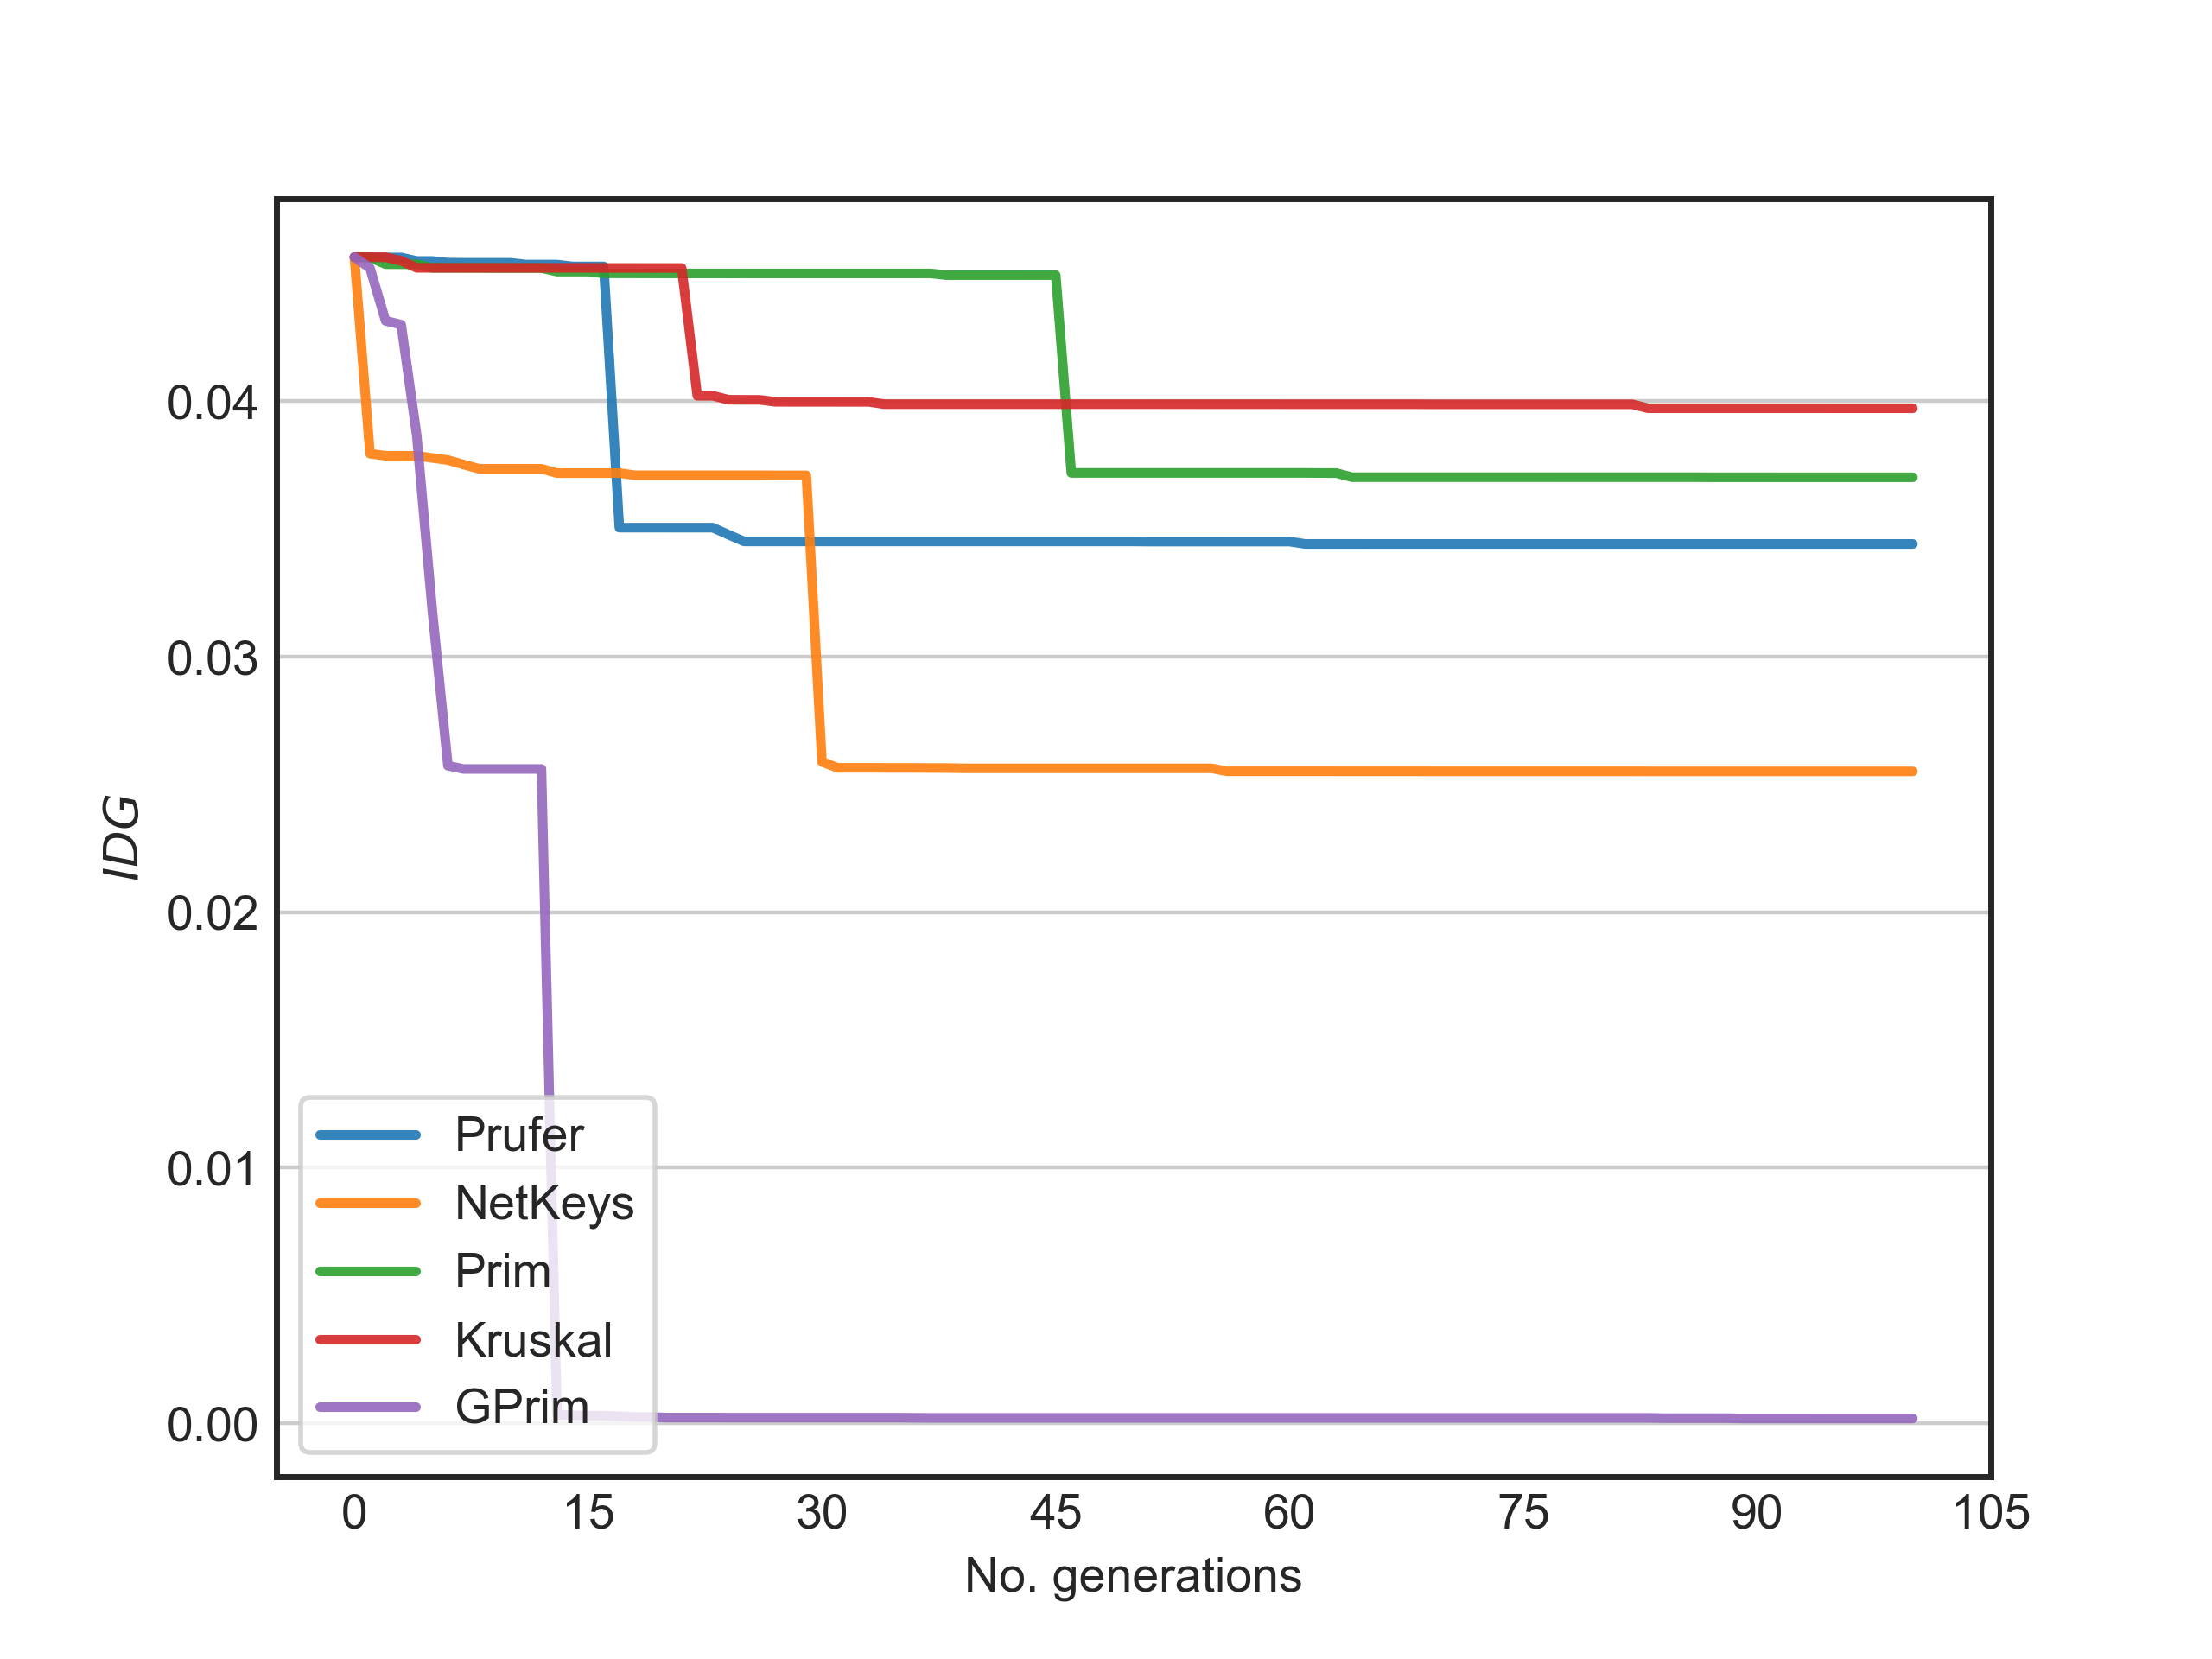 0.04
0.03
0.02
0.01
0.00
IDG
Prufer
NetKeys
Prim
Kruskal
GPrim
0 15 30 45 60 75 90 105
No. generations